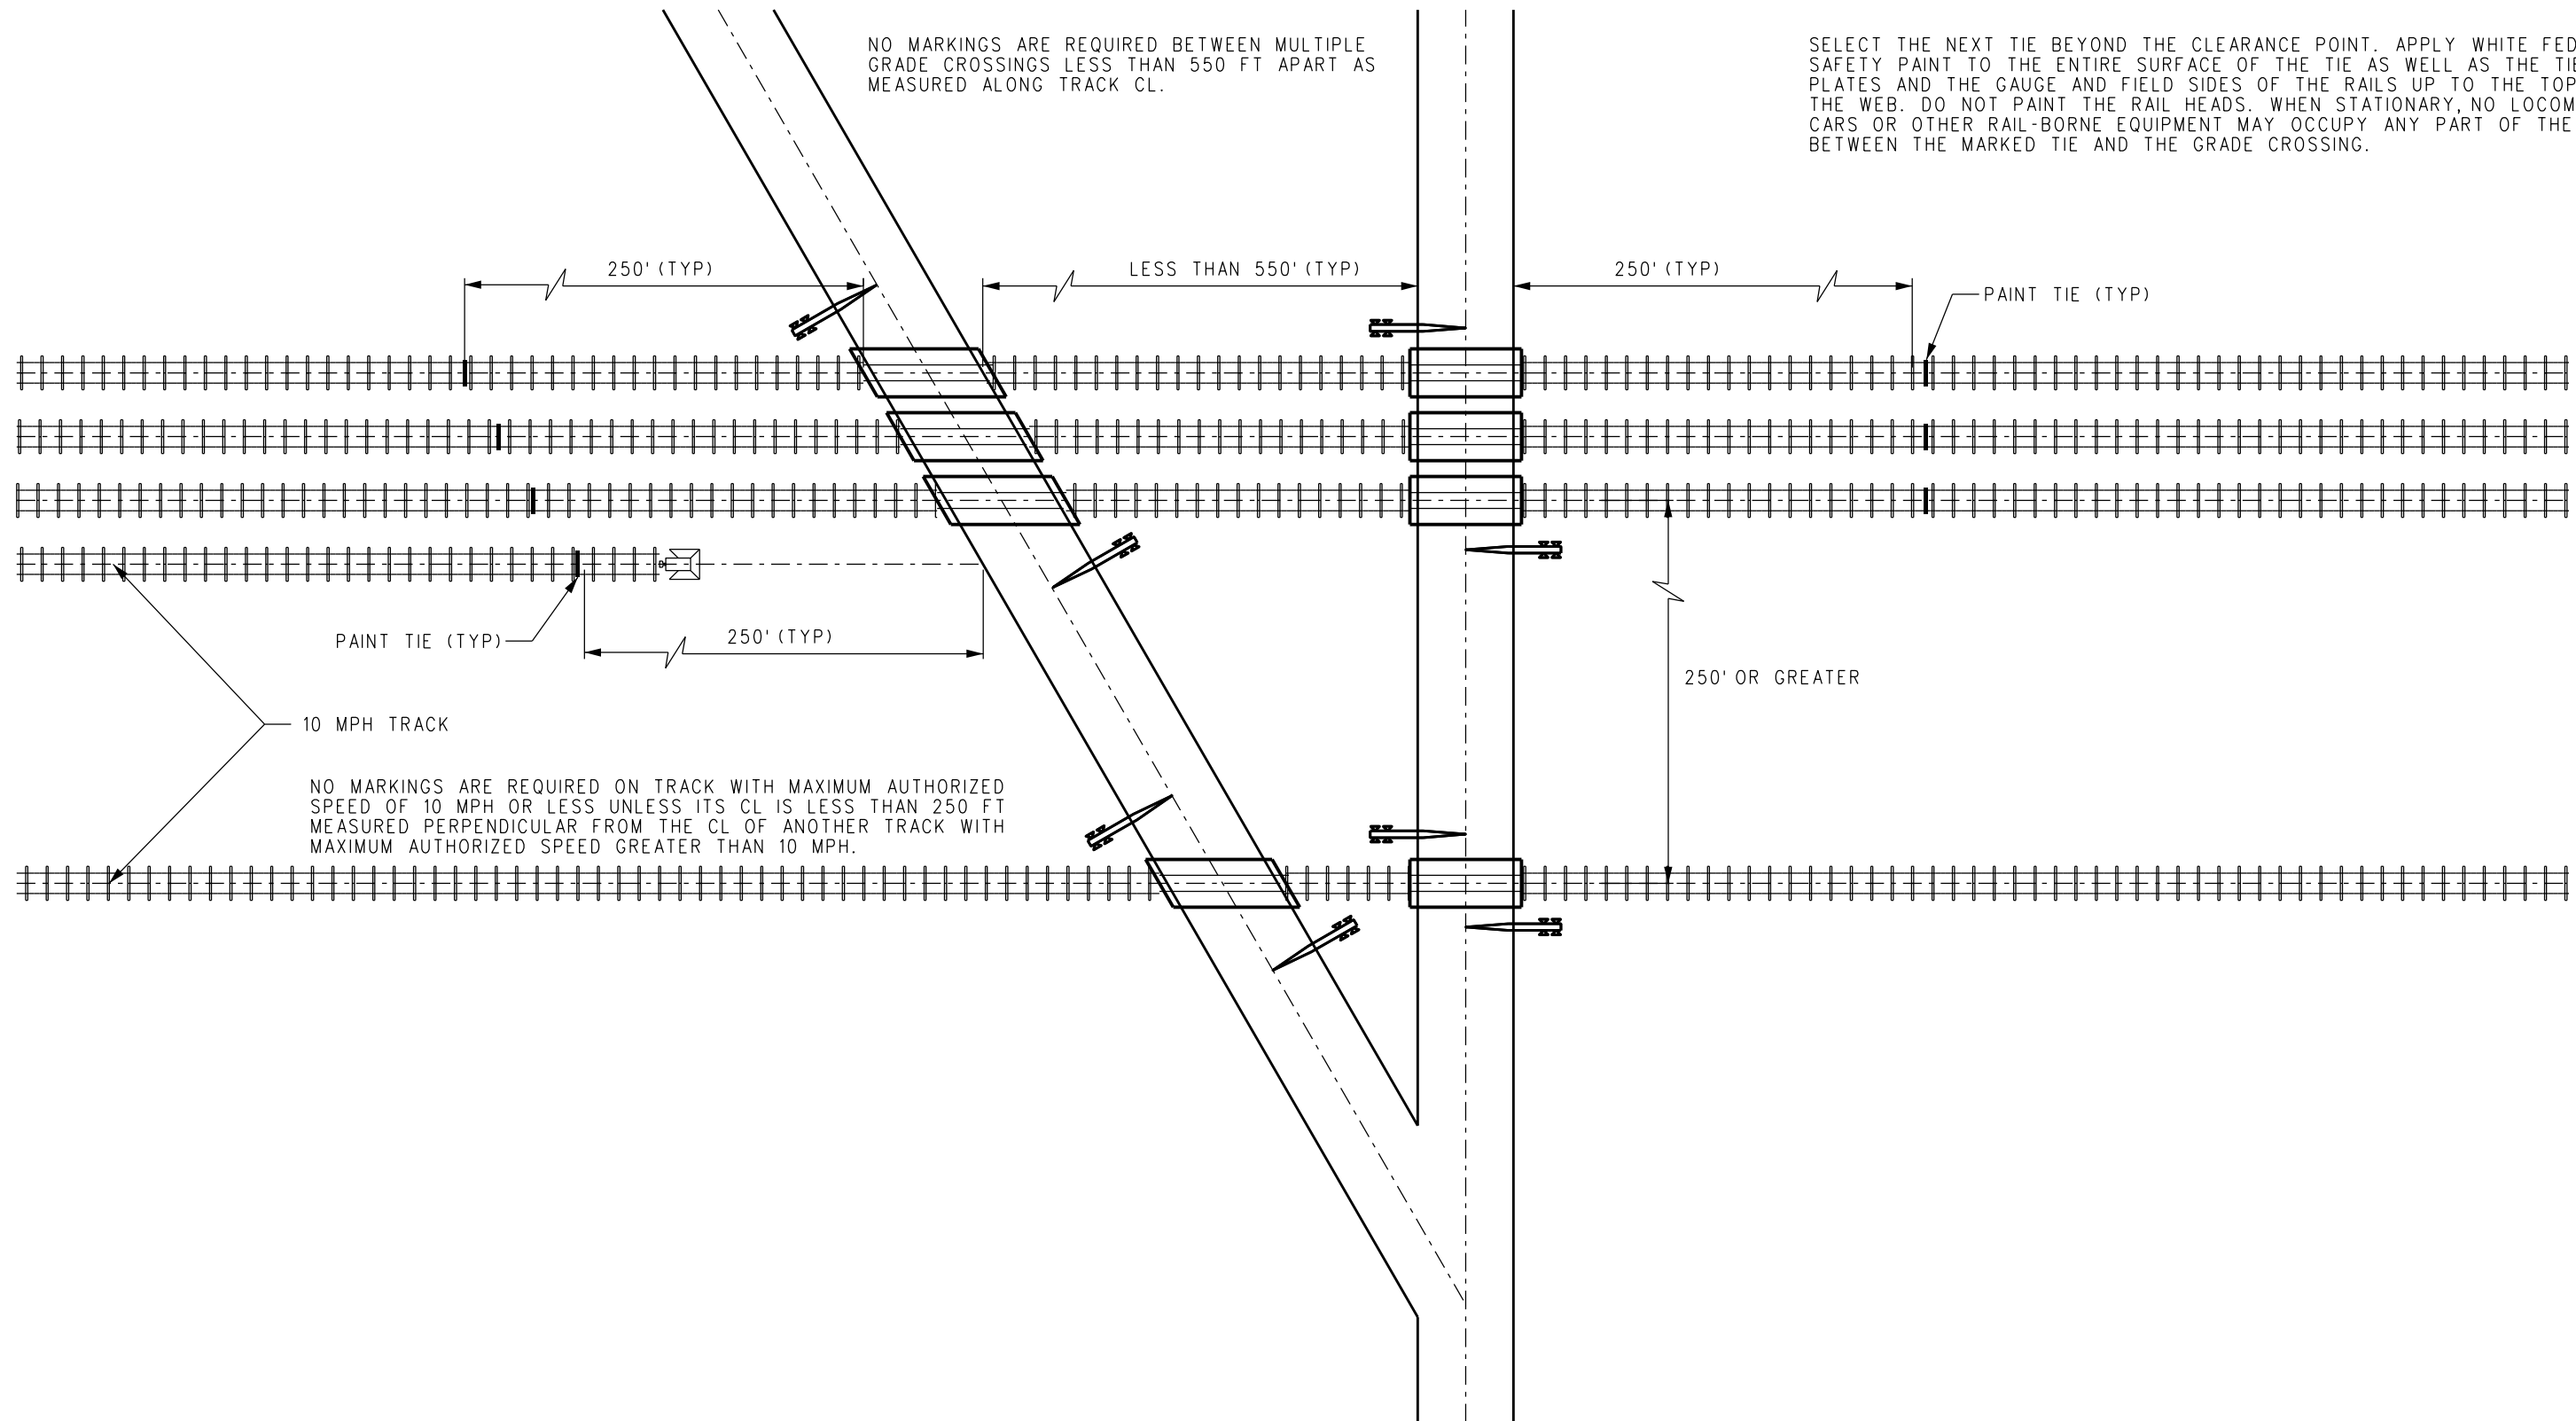 NO MARKINGS ARE REQUIRED BETWEEN MULTIPLE
GRADE CROSSINGS LESS THAN 550 FT APART AS
MEASURED ALONG TRACK CL.
SELECT THE NEXT TIE BEYOND THE CLEARANCE POINT. APPLY WHITE FED
SAFETY PAINT TO THE ENTIRE SURFACE OF THE TIE AS WELL AS THE TIE
PLATES AND THE GAUGE AND FIELD SIDES OF THE RAILS UP TO THE TOP
THE WEB. DO NOT PAINT THE RAIL HEADS. WHEN STATIONARY, NO LOCOM
CARS OR OTHER RAIL-BORNE EQUIPMENT MAY OCCUPY ANY PART OF THE
BETWEEN THE MARKED TIE AND THE GRADE CROSSING.
250' (TYP)
LESS THAN 550' (TYP)
250' (TYP)
PAINT TIE (TYP)
PAINT TIE (TYP)
250' (TYP)
250' OR GREATER
10 MPH TRACK
NO MARKINGS ARE REQUIRED ON TRACK WITH MAXIMUM AUTHORIZED
SPEED OF 10 MPH OR LESS UNLESS ITS CL IS LESS THAN 250 FT
MEASURED PERPENDICULAR FROM THE CL OF ANOTHER TRACK WITH
MAXIMUM AUTHORIZED SPEED GREATER THAN 10 MPH.